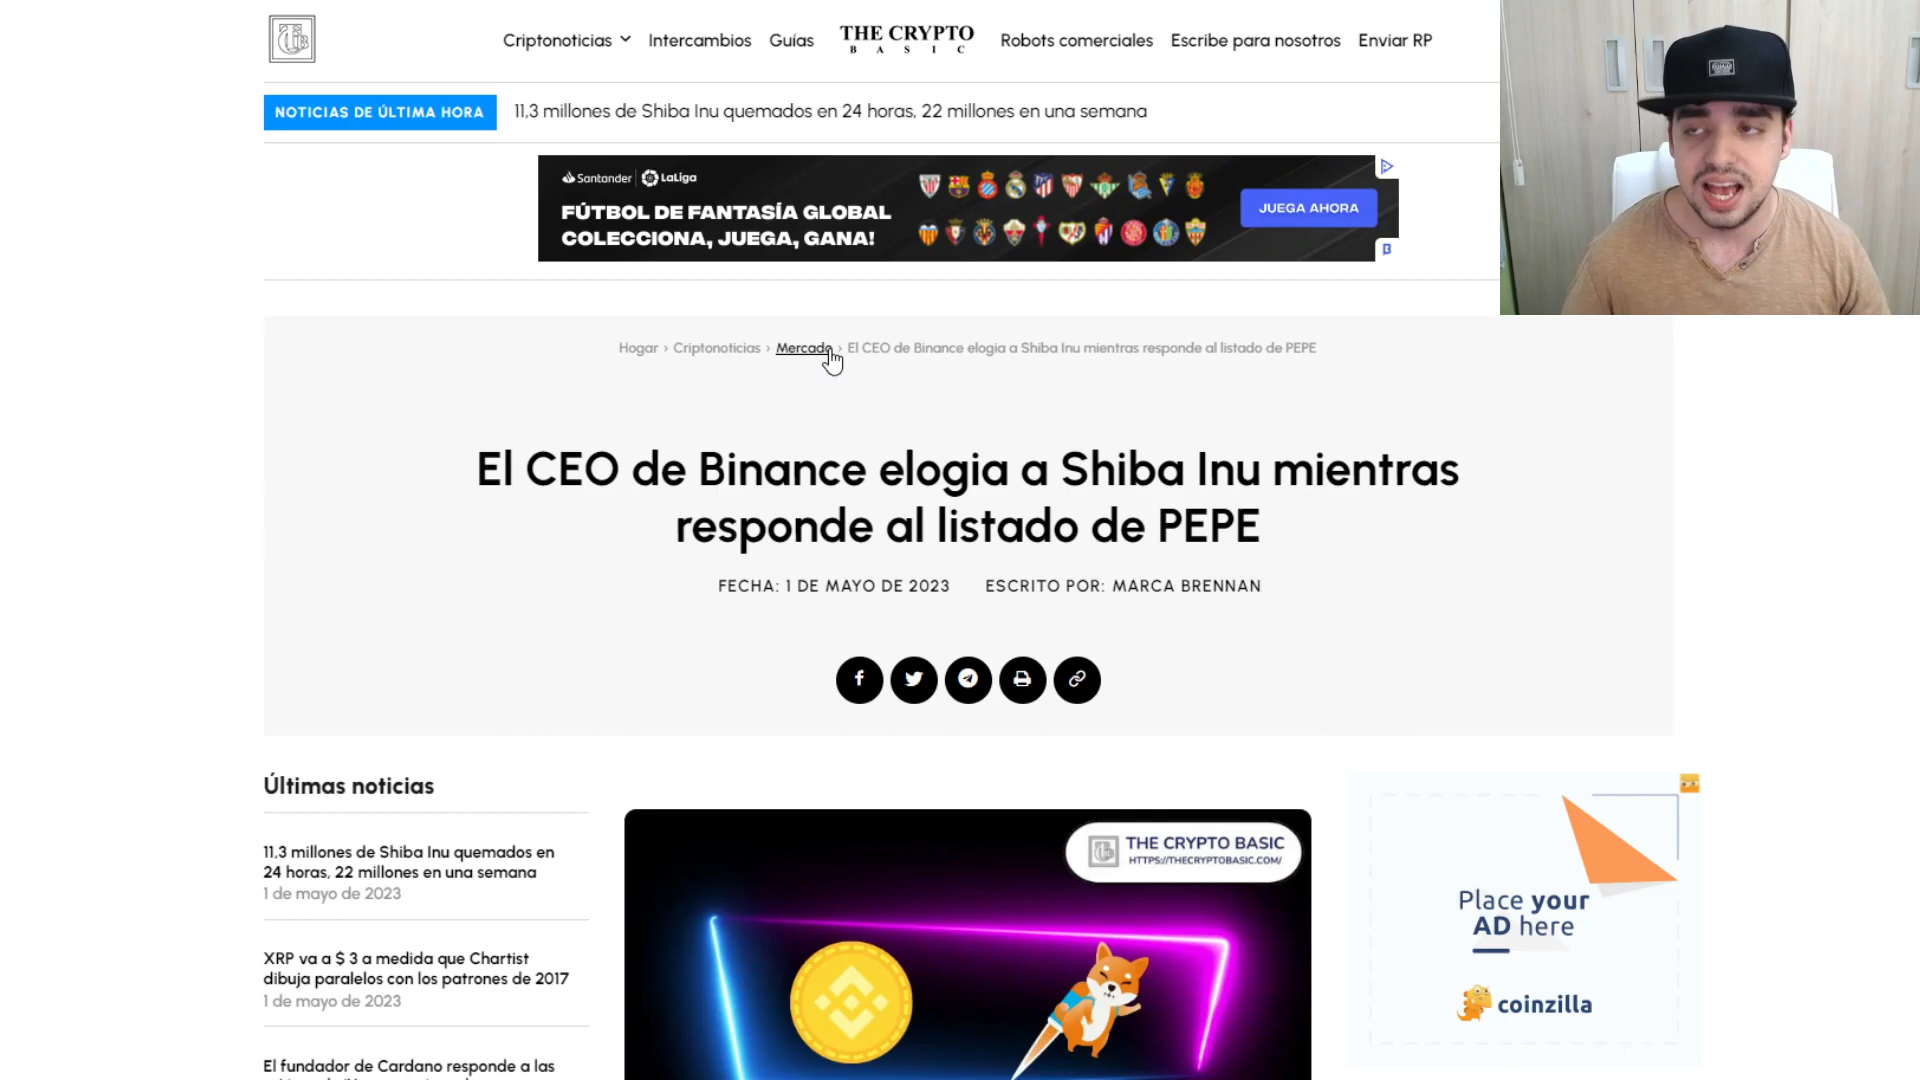 Criptonoticias
Intercambios
Guías
THE CRYPTO
BASIC
Robots comerciales
Escribe para nosotros
Enviar RP
NOTICIAS DE ÚLTIMA HORA
11,3 millones de Shiba Inu quemados en 24 horas, 22 millones en una semana
Santander
LaLiga
FÚTBOL DE FANTASÍA GLOBAL
COLECCIONA, JUEGA, GANA!
JUEGA AHORA
Hogar › Criptonoticias › Mercado › El CEO de Binance elogia a Shiba Inu mientras responde al listado de PEPE
El CEO de Binance elogia a Shiba Inu mientras
responde al listado de PEPE
FECHA: 1 DE MAYO DE 2023
ESCRITO POR: MARCA BRENNAN
Últimas noticias
11,3 millones de Shiba Inu quemados en
24 horas, 22 millones en una semana
1 de mayo de 2023
XRP va a $ 3 a medida que Chartist
dibuja paralelos con los patrones de 2017
1 de mayo de 2023
El fundador de Cardano responde a las
THE CRYPTO BASIC
HTTPS://THECRYPTOBASIC.COM/
Place your
AD here
coinzilla